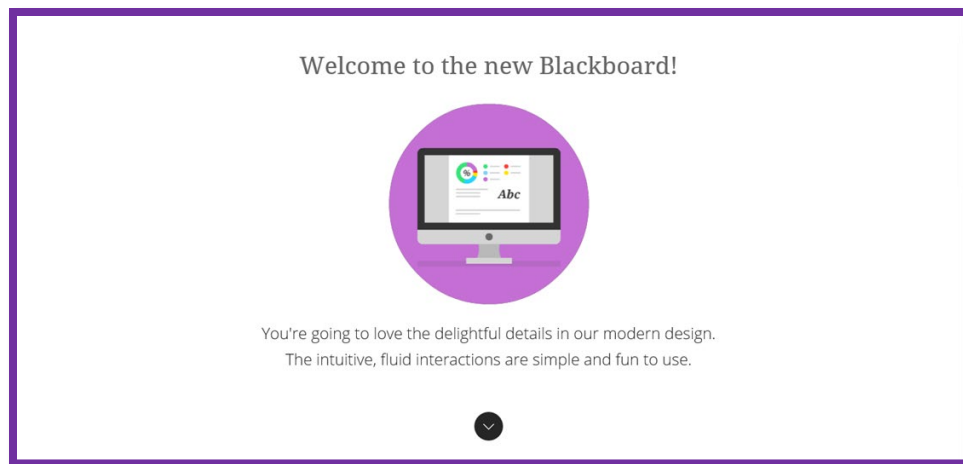 Welcome to the new Blackboard!
%
Abc
You're going to love the delightful details in our modern design.
The intuitive, fluid interactions are simple and fun to use.